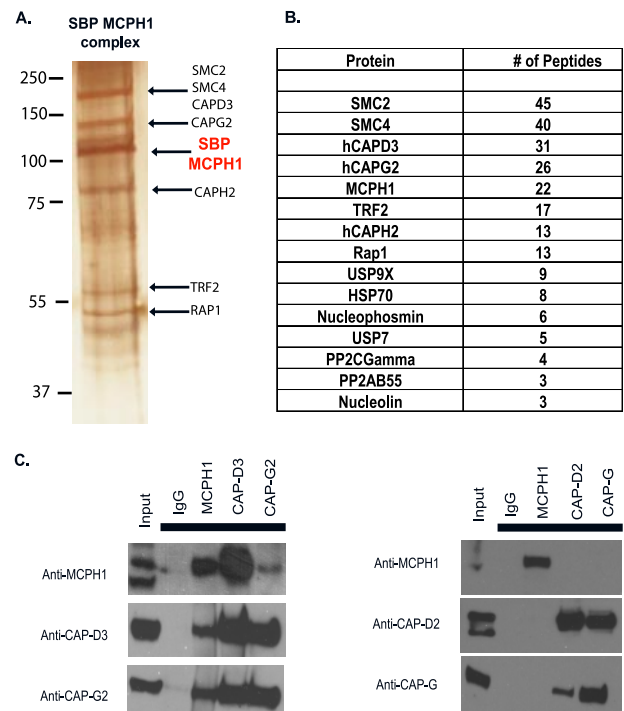 A.
SBP MCPH1
complex
250
150
100
75
55
37
SMC2
SMC4
CAPD3
CAPG2
SBP
MCPH1
CAPH2
TRF2
RAP1
B.
Protein # of Peptides
SMC2 45
SMC4 40
hCAPD3 31
hCAPG2 26
MCPH1 22
TRF2 17
hCAPH2 13
Rap1 13
USP9X 9
HSP70 8
Nucleophosmin 6
USP7 5
PP2CGamma 4
PP2AB55 3
Nucleolin 3
C.
Input IgG MCPH1 CAP-D3 CAP-G2
Anti-MCPH1
Anti-CAP-D3
Anti-CAP-G2
Input IgG MCPH1 CAP-D2 CAP-G
Anti-MCPH1
Anti-CAP-D2
Anti-CAP-G